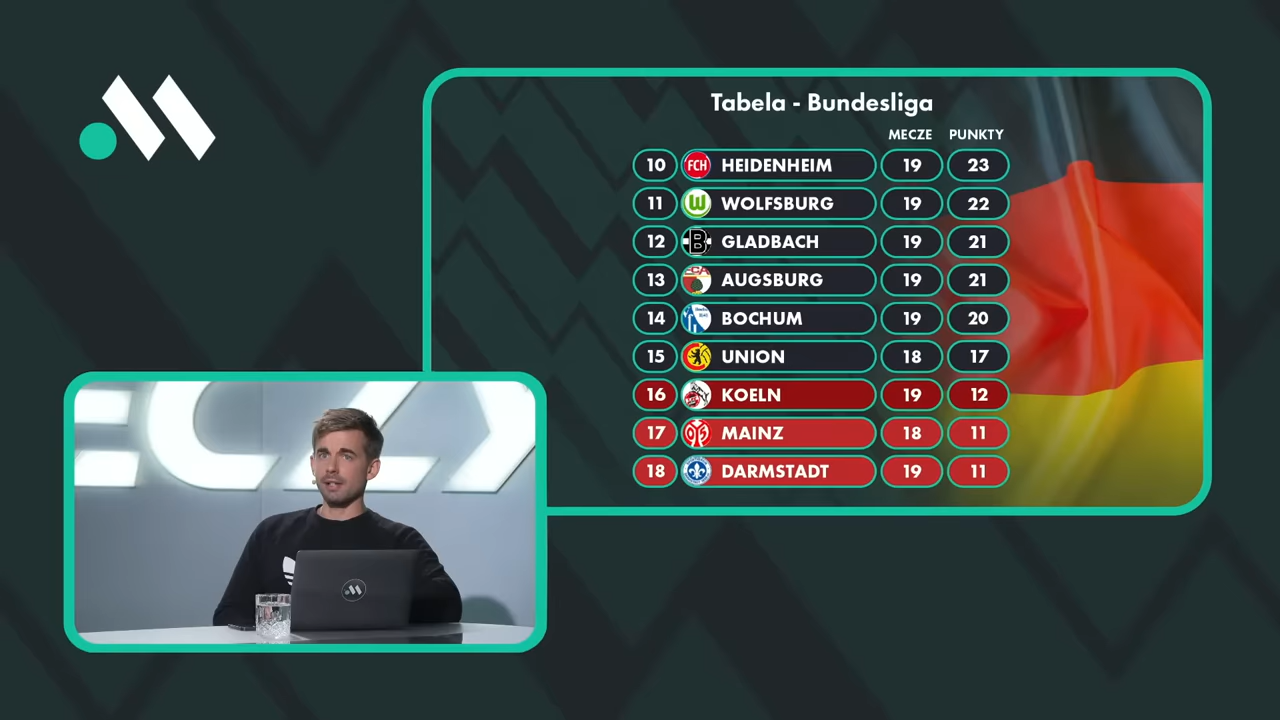 Tabela - Bundesliga
MECZE PUNKTY
10 FCH HEIDENHEIM 19 23
11 W WOLFSBURG 19 22
12 B GLADBACH 19 21
13 FCA AUGSBURG 19 21
14 BOCHUM 19 20
15 UNION 18 17
16 KOELN 19 12
17 MAINZ 18 11
18 DARMSTADT 19 11